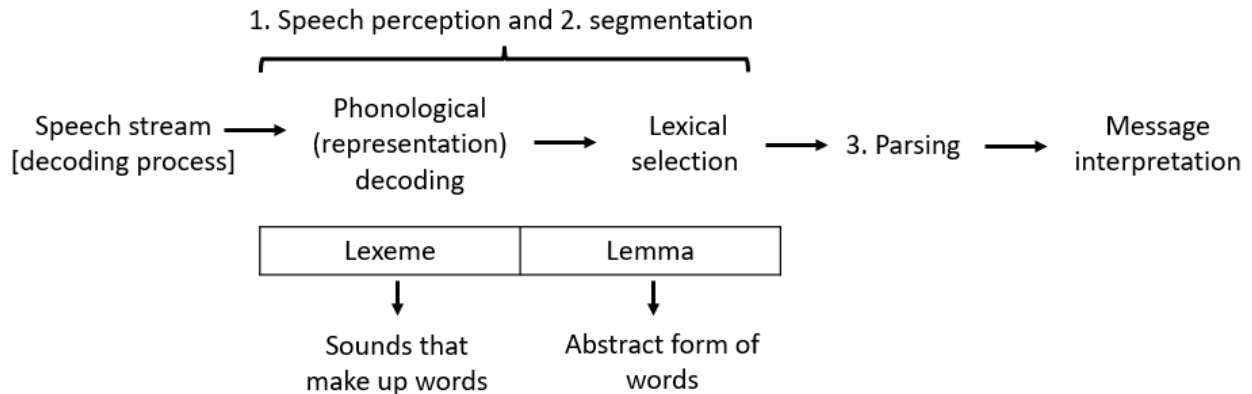 1. Speech perception and 2. segmentation
Speech stream
[decoding process]
Phonological
(representation)
decoding
Lexical
selection
3. Parsing
Message
interpretation
Lexeme
Lemma
Sounds that
make up words
Abstract form of
words